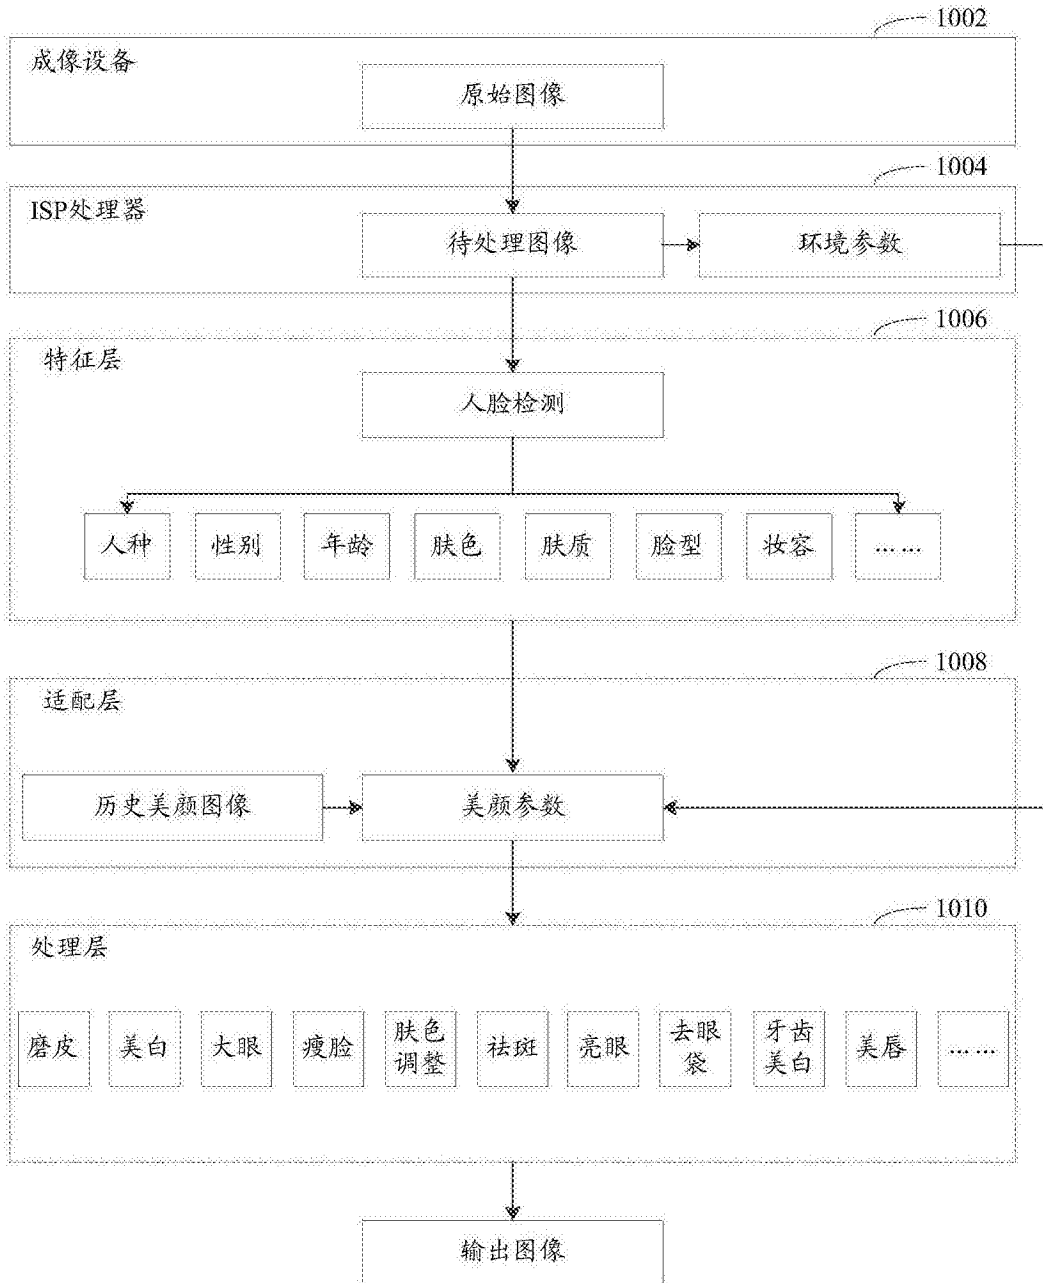 1002
成像设备
原始图像
1004
ISP处理器
待处理图像
环境参数
1006
特征层
人脸检测
人种
性别
年龄
肤色
肤质
脸型
妆容
……
1008
适配层
历史美颜图像
美颜参数
1010
处理层
磨皮
美白
大眼
瘦脸
肤色
调整
祛斑
亮眼
去眼
袋
牙齿
美白
美唇
……
输出图像